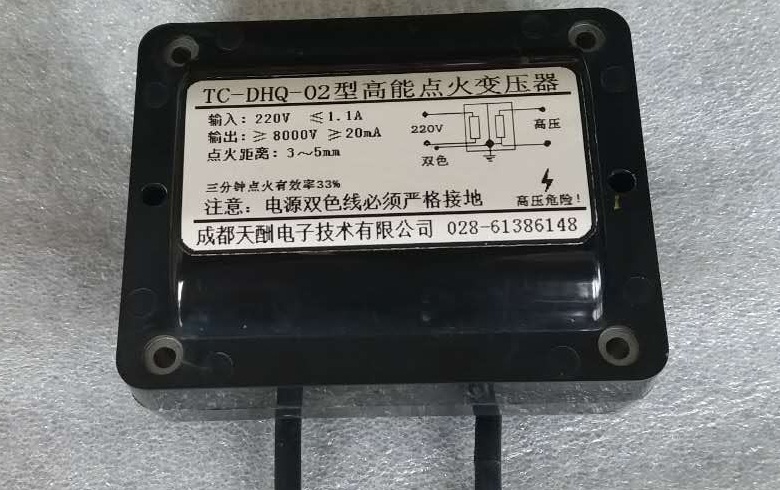 TC-DHQ-02型高能点火变压器
输入: 220V ≤1.1A
输出: ≥8000V ≥20mA
点火距离: 3～5mm
三分钟点火有效率33%
220V
高压
双色
注意: 电源双色线必须严格接地
高压危险!
成都天酬电子技术有限公司 028-61386148